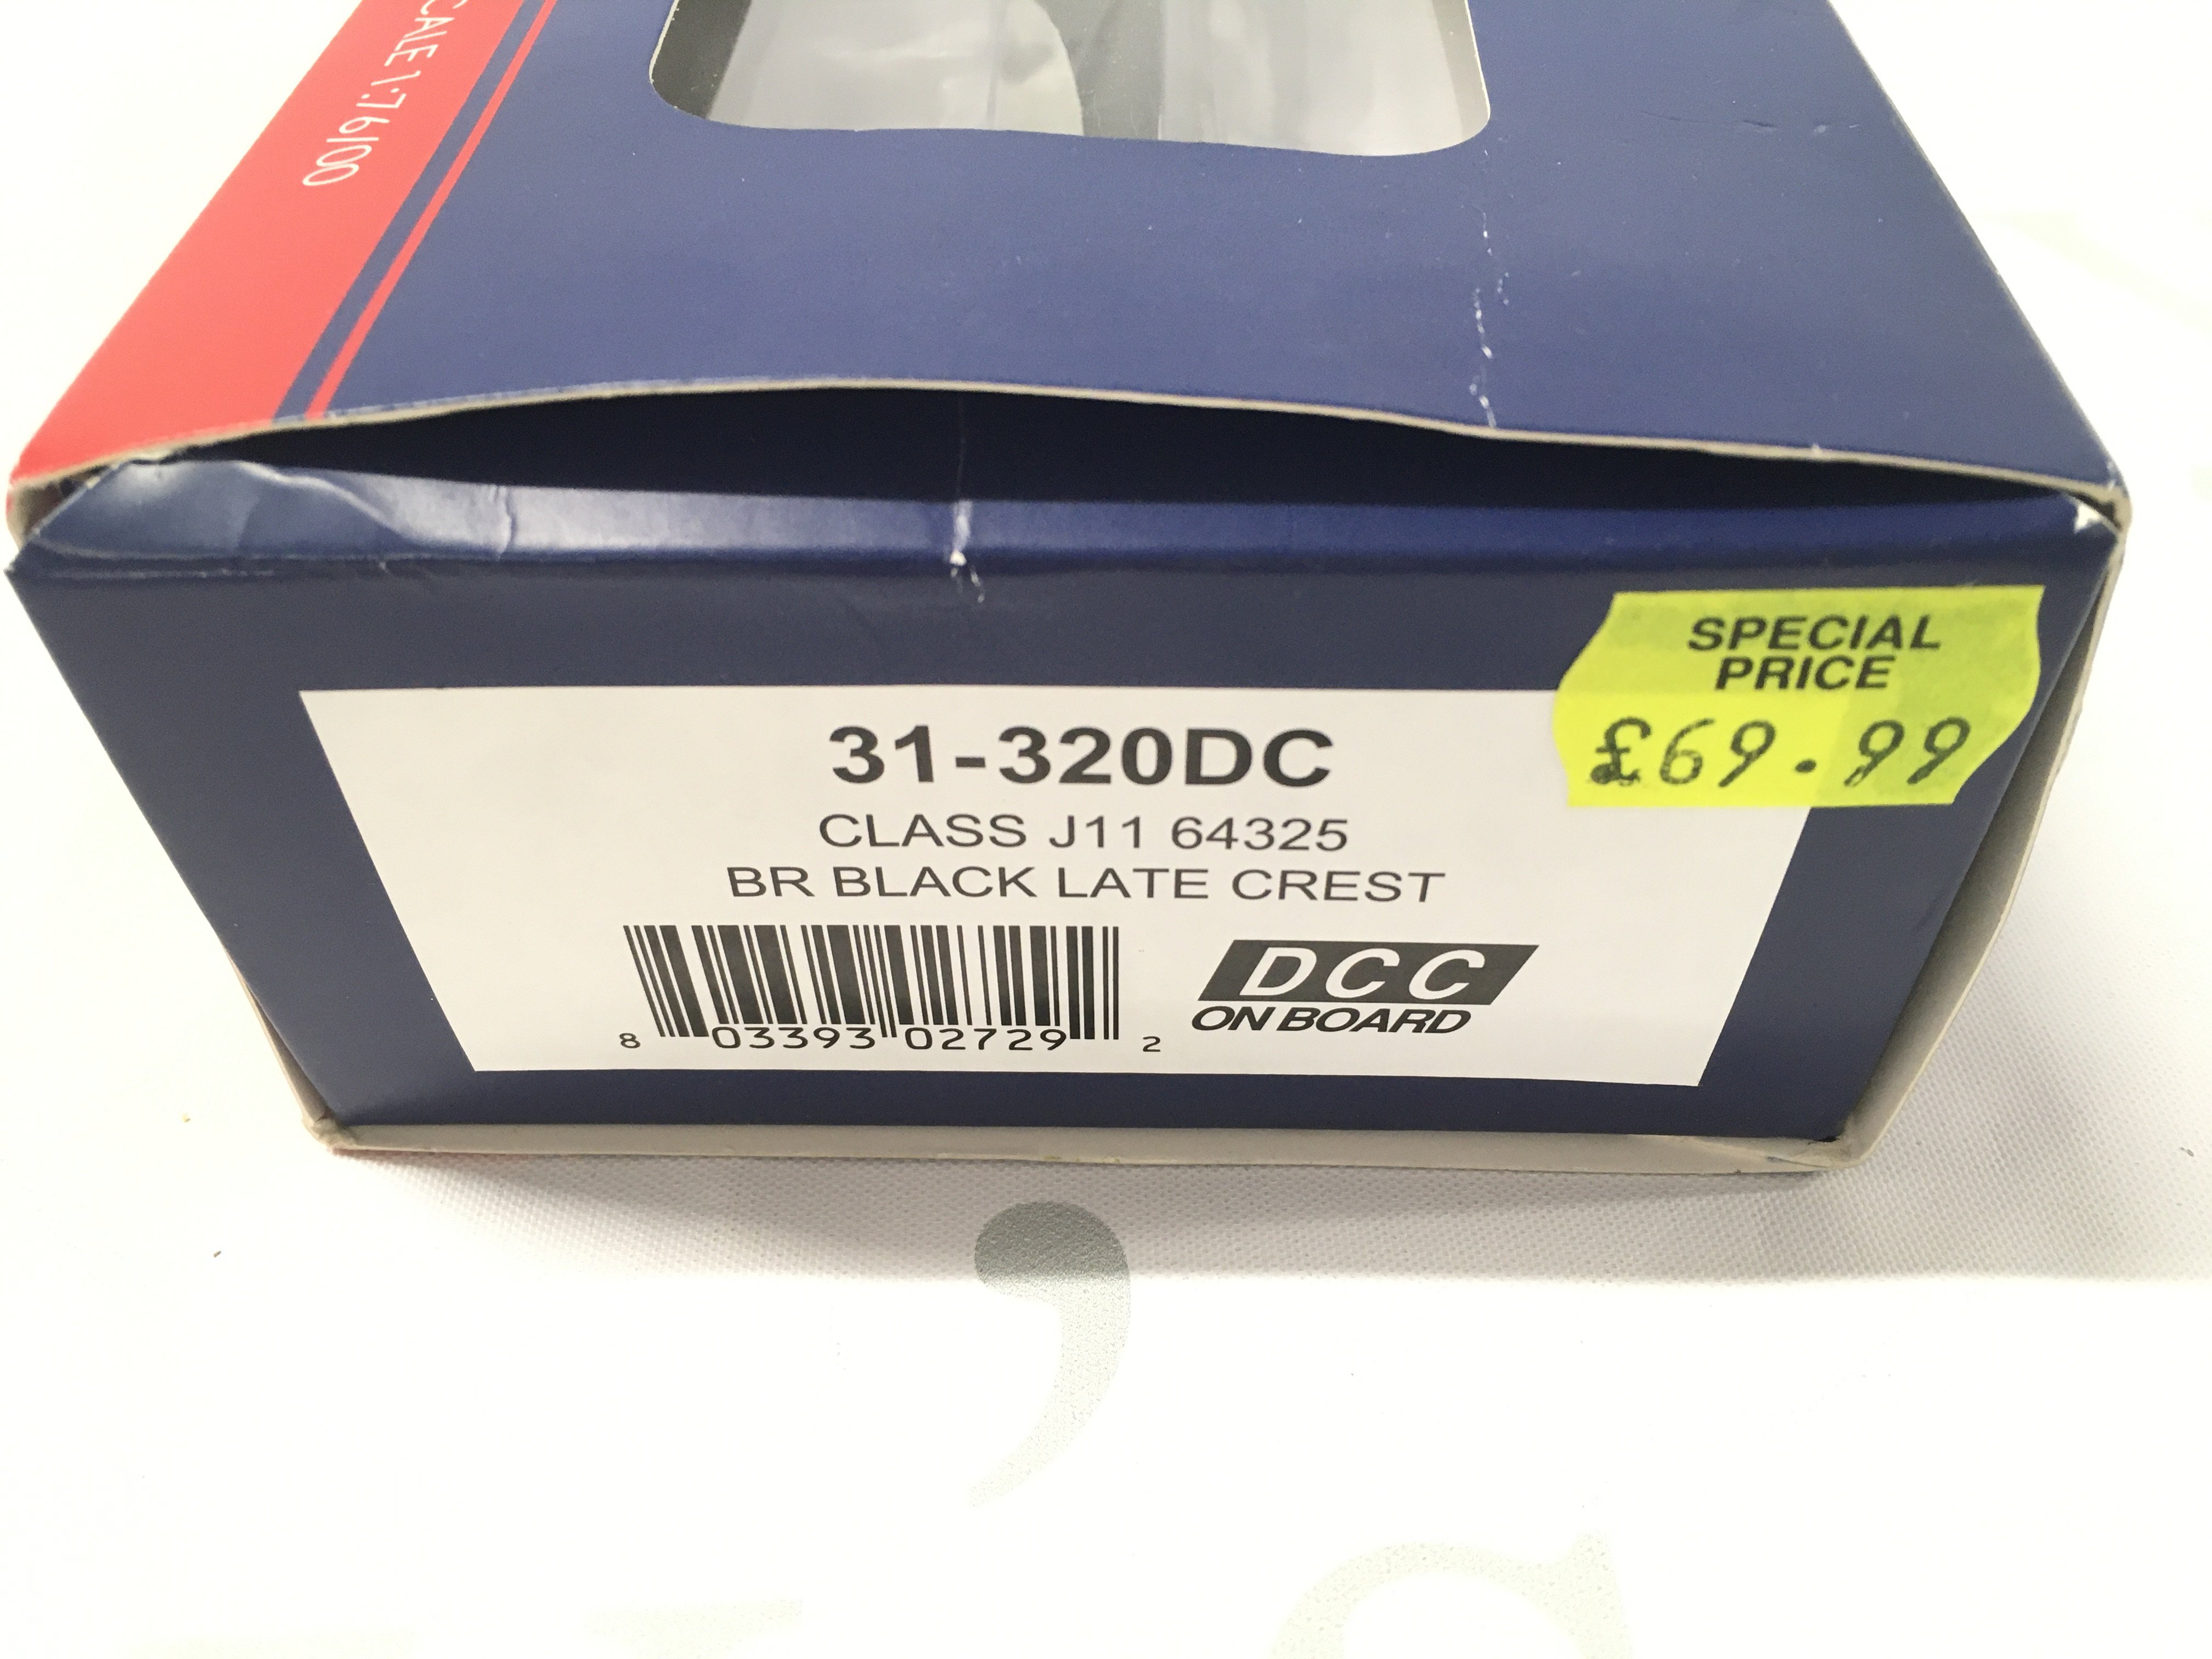 SCALE 1:76/OO
SPECIAL
PRICE
£69.99
31-320DC
CLASS J11 64325
BR BLACK LATE CREST
8 03393 02729 2
DCC
ON BOARD